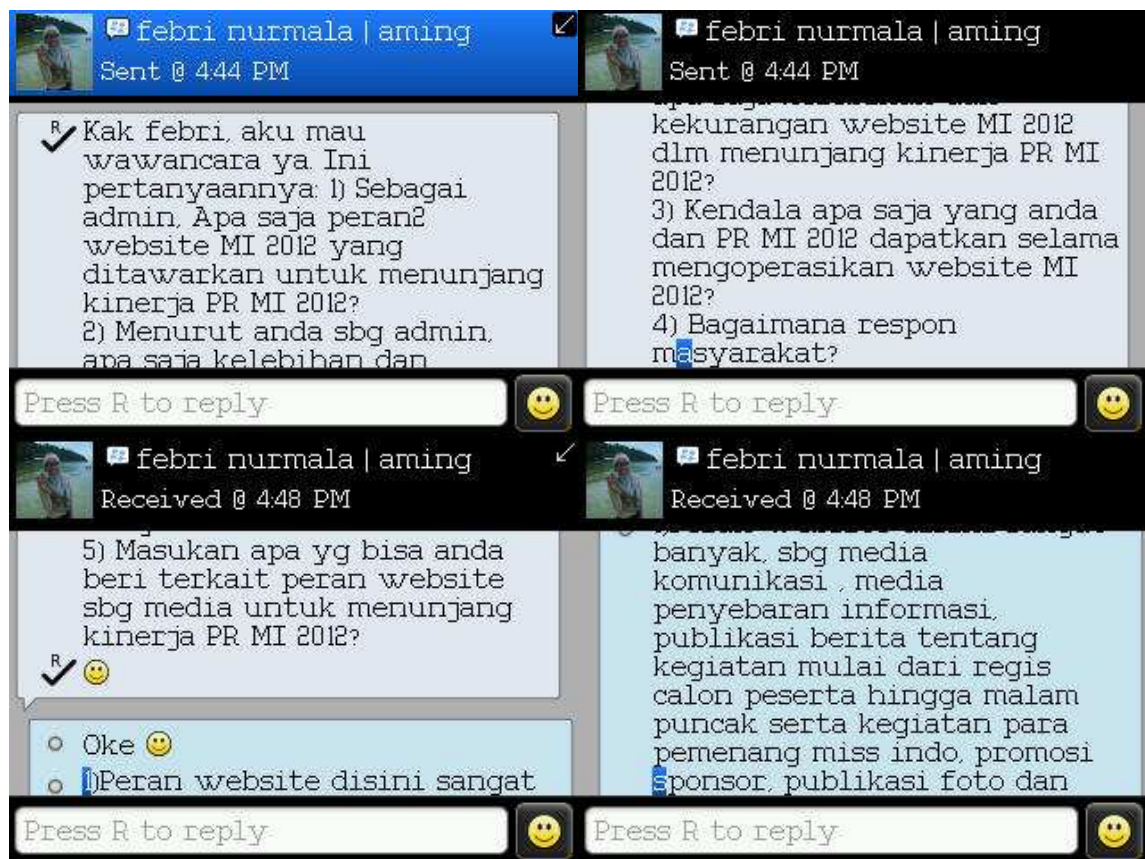 febri nurmala | aming
Sent @ 4:44 PM
Kak febri, aku mau
wawancara ya. Ini
pertanyaannya: 1) Sebagai
admin, Apa saja peran2
website MI 2012 yang
ditawarkan untuk menunjang
kinerja PR MI 2012?
2) Menurut anda sbg admin,
apa saja kelebihan dan
Press R to reply
febri nurmala | aming
Sent @ 4:44 PM
kekurangan website MI 2012
dlm menunjang kinerja PR MI
2012?
3) Kendala apa saja yang anda
dan PR MI 2012 dapatkan selama
mengoperasikan website MI
2012?
4) Bagaimana respon
masyarakat?
Press R to reply
febri nurmala | aming
Received @ 4:48 PM
5) Masukan apa yg bisa anda
beri terkait peran website
sbg media untuk menunjang
kinerja PR MI 2012?
Oke
1)Peran website disini sangat
Press R to reply
febri nurmala | aming
Received @ 4:48 PM
banyak, sbg media
komunikasi , media
penyebaran informasi,
publikasi berita tentang
kegiatan mulai dari regis
calon peserta hingga malam
puncak serta kegiatan para
pemenang miss indo, promosi
sponsor, publikasi foto dan
Press R to reply